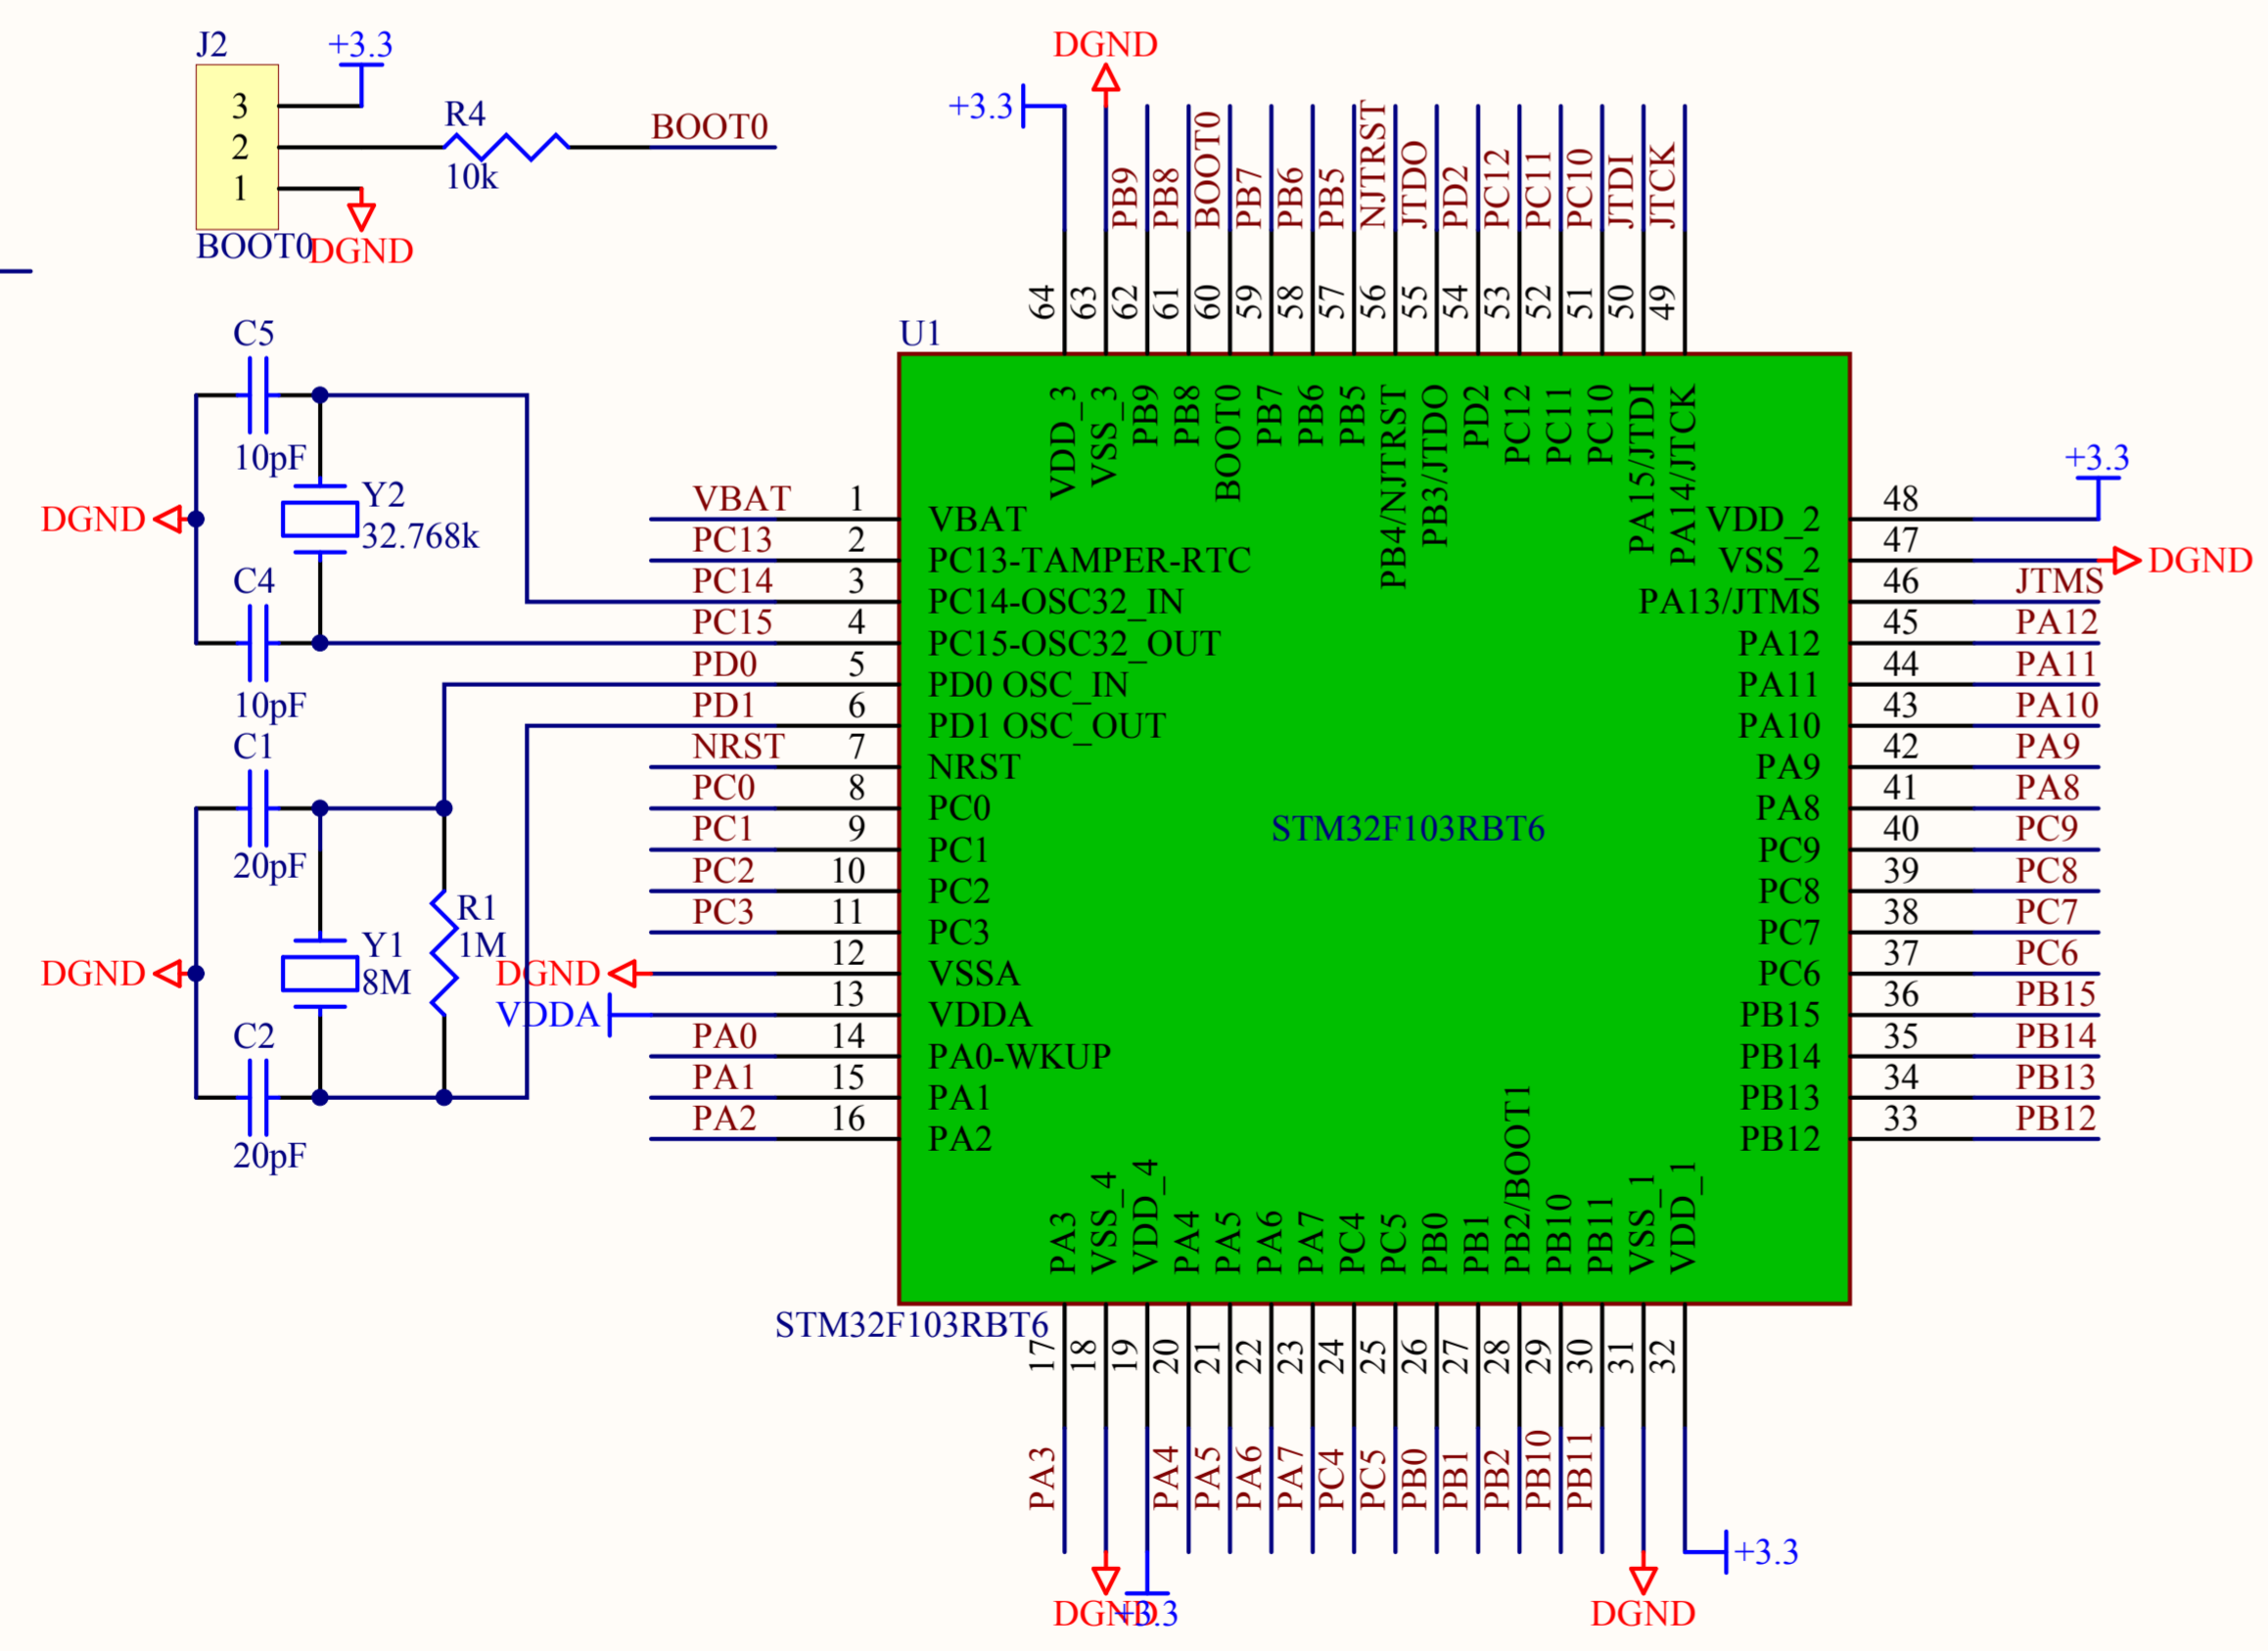 J2
+3.3
3
2
1
R4
10k
BOOT0
BOOT0
DGND
C5
10pF
Y2
32.768k
DGND
C4
10pF
C1
20pF
Y1
8M
R1
1M
DGND
C2
20pF
DGND
+3.3
PB9
PB8
BOOT0
PB7
PB6
PB5
NJTRST
JTDO
PD2
PC12
PC11
PC10
JTDI
JTCK
64
63
62
61
60
59
58
57
56
55
54
53
52
51
50
49
U1
VDD_3
VSS_3
PB9
PB8
BOOT0
PB7
PB6
PB5
PB4/NJTRST
PB3/JTDO
PD2
PC12
PC11
PC10
PA15/JTDI
PA14/JTCK
VBAT 1 VBAT
PC13 2 PC13-TAMPER-RTC
PC14 3 PC14-OSC32_IN
PC15 4 PC15-OSC32_OUT
PD0 5 PD0 OSC_IN
PD1 6 PD1 OSC_OUT
NRST 7 NRST
PC0 8 PC0
PC1 9 PC1
PC2 10 PC2
PC3 11 PC3
DGND 12 VSSA
VDDA 13 VDDA
PA0 14 PA0-WKUP
PA1 15 PA1
PA2 16 PA2
STM32F103RBT6
+3.3
VDD_2 48
VSS_2 47 DGND
PA13/JTMS 46 JTMS
PA12 45 PA12
PA11 44 PA11
PA10 43 PA10
PA9 42 PA9
PA8 41 PA8
PC9 40 PC9
PC8 39 PC8
PC7 38 PC7
PC6 37 PC6
PB15 36 PB15
PB14 35 PB14
PB13 34 PB13
PB12 33 PB12
PA3
VSS_4
VDD_4
PA4
PA5
PA6
PA7
PC4
PC5
PB0
PB1
PB2/BOOT1
PB10
PB11
VSS_1
VDD_1
STM32F103RBT6
17
18
19
20
21
22
23
24
25
26
27
28
29
30
31
32
PA3
PA4
PA5
PA6
PA7
PC4
PC5
PB0
PB1
PB2
PB10
PB11
DGND
+3.3
DGND
+3.3